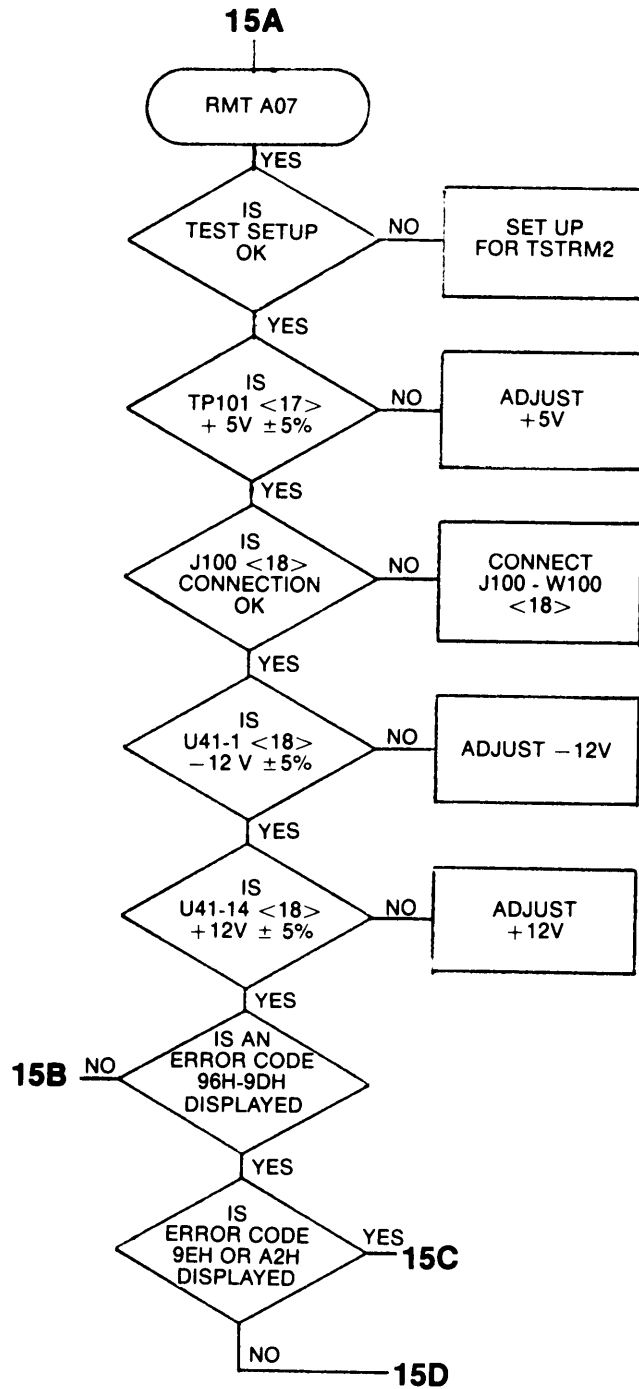 15A
RMT A07
YES
IS
TEST SETUP
OK
NO
SET UP
FOR TSTRM2
YES
IS
TP101 <17>
+ 5V ±5%
NO
ADJUST
+5V
YES
IS
J100 <18>
CONNECTION
OK
NO
CONNECT
J100 - W100
<18>
YES
IS
U41-1 <18>
−12 V ±5%
NO
ADJUST −12V
YES
IS
U41-14 <18>
+12V ± 5%
NO
ADJUST
+12V
YES
IS AN
ERROR CODE
96H-9DH
DISPLAYED
15B
NO
YES
IS
ERROR CODE
9EH OR A2H
DISPLAYED
YES
15C
NO
15D